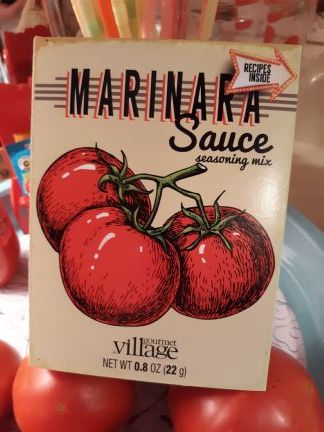 RECIPES
INSIDE
MARINARA
Sauce
seasoning mix
gourmet
village
NET WT 0.8 OZ (22 g)